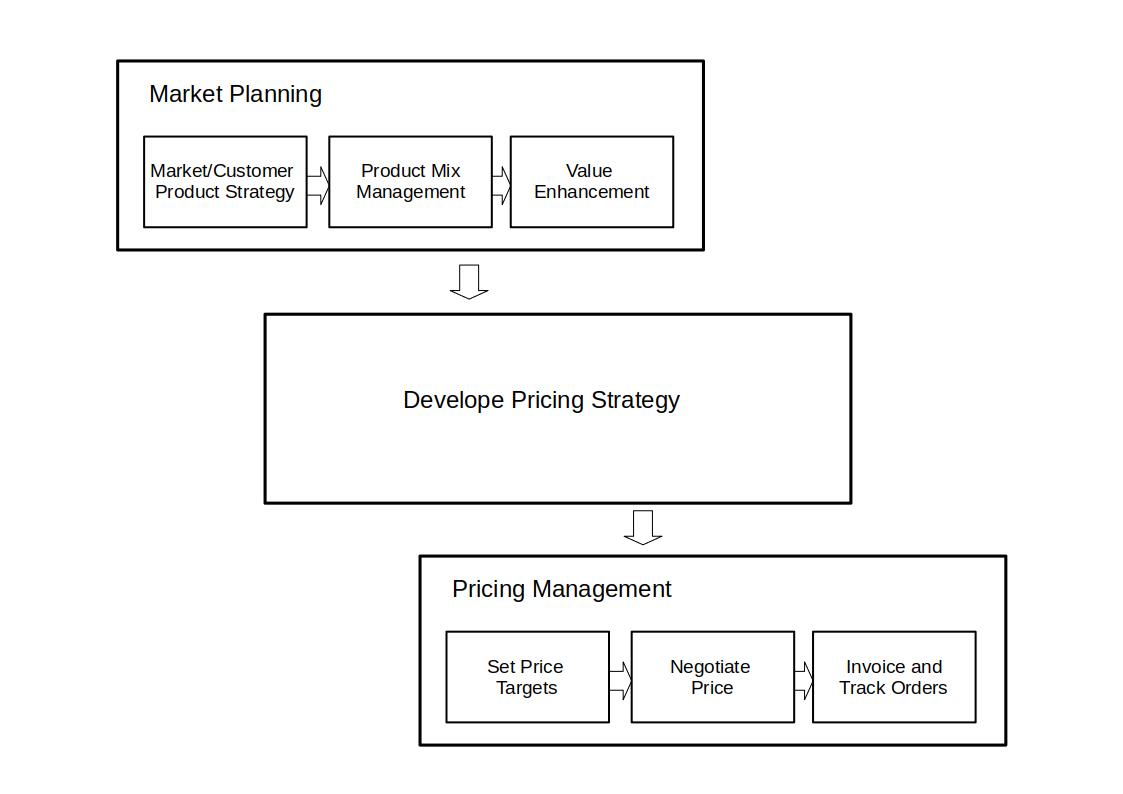 Market Planning
Market/Customer
Product Strategy
Product Mix
Management
Value
Enhancement
Develope Pricing Strategy
Pricing Management
Set Price
Targets
Negotiate
Price
Invoice and
Track Orders